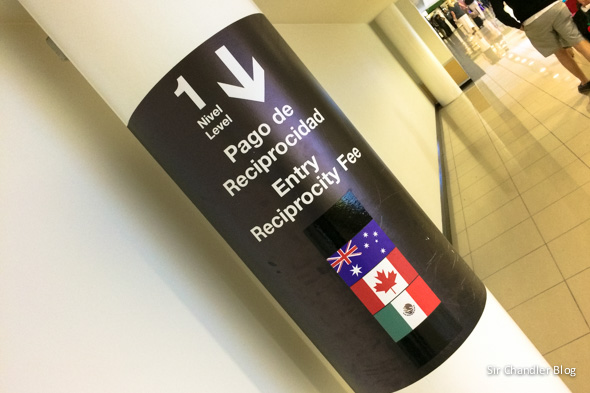 1
Nivel
Level
Pago de
Reciprocidad
Entry
Reciprocity Fee
Sir Chandler Blog